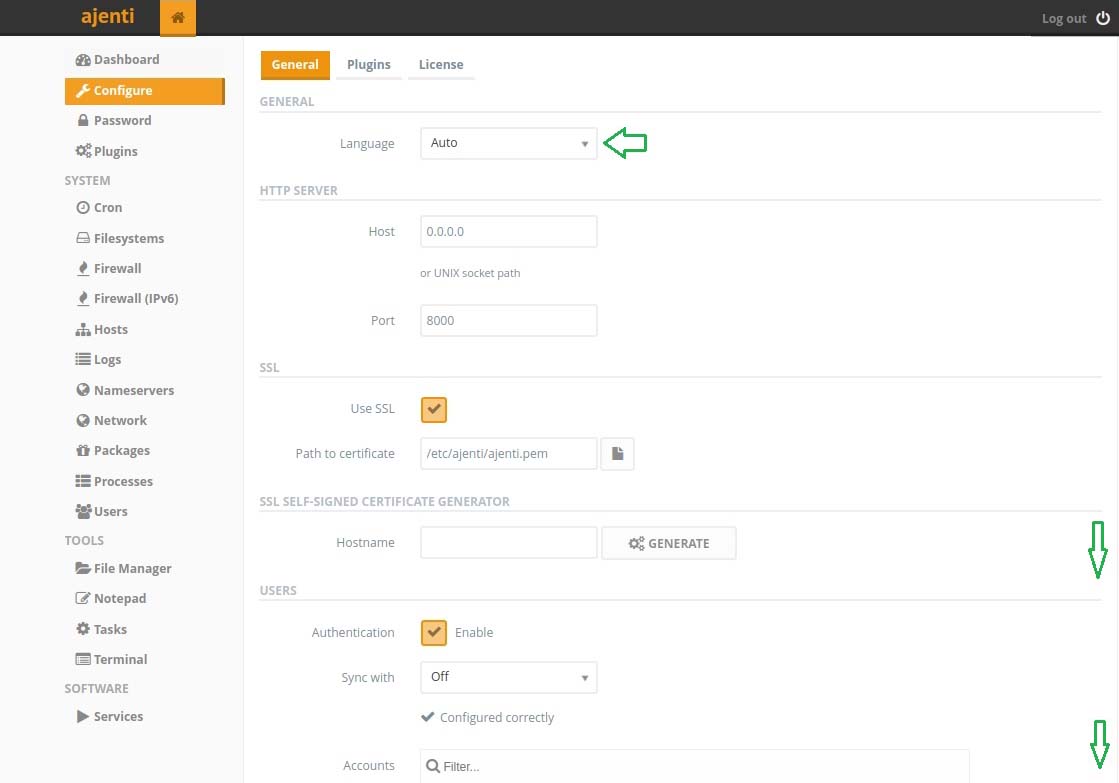 ajenti
Log out
Dashboard
Configure
Password
Plugins
SYSTEM
Cron
Filesystems
Firewall
Firewall (IPv6)
Hosts
Logs
Nameservers
Network
Packages
Processes
Users
TOOLS
File Manager
Notepad
Tasks
Terminal
SOFTWARE
Services
General Plugins License
GENERAL
Language Auto
HTTP SERVER
Host 0.0.0.0
or UNIX socket path
Port 8000
SSL
Use SSL
Path to certificate /etc/ajenti/ajenti.pem
SSL SELF-SIGNED CERTIFICATE GENERATOR
Hostname GENERATE
USERS
Authentication Enable
Sync with Off
Configured correctly
Accounts Filter...